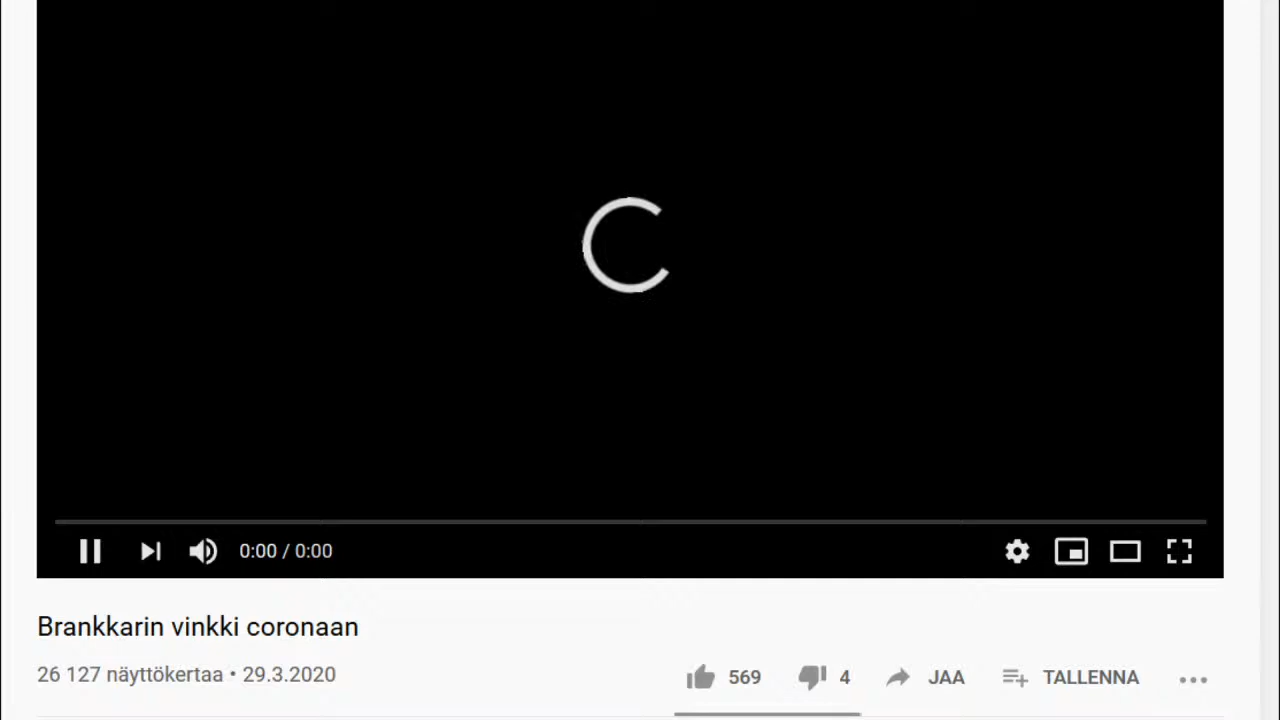 0:00 / 0:00
Brankkarin vinkki coronaan
26 127 näyttökertaa • 29.3.2020
569 4 JAA TALLENNA